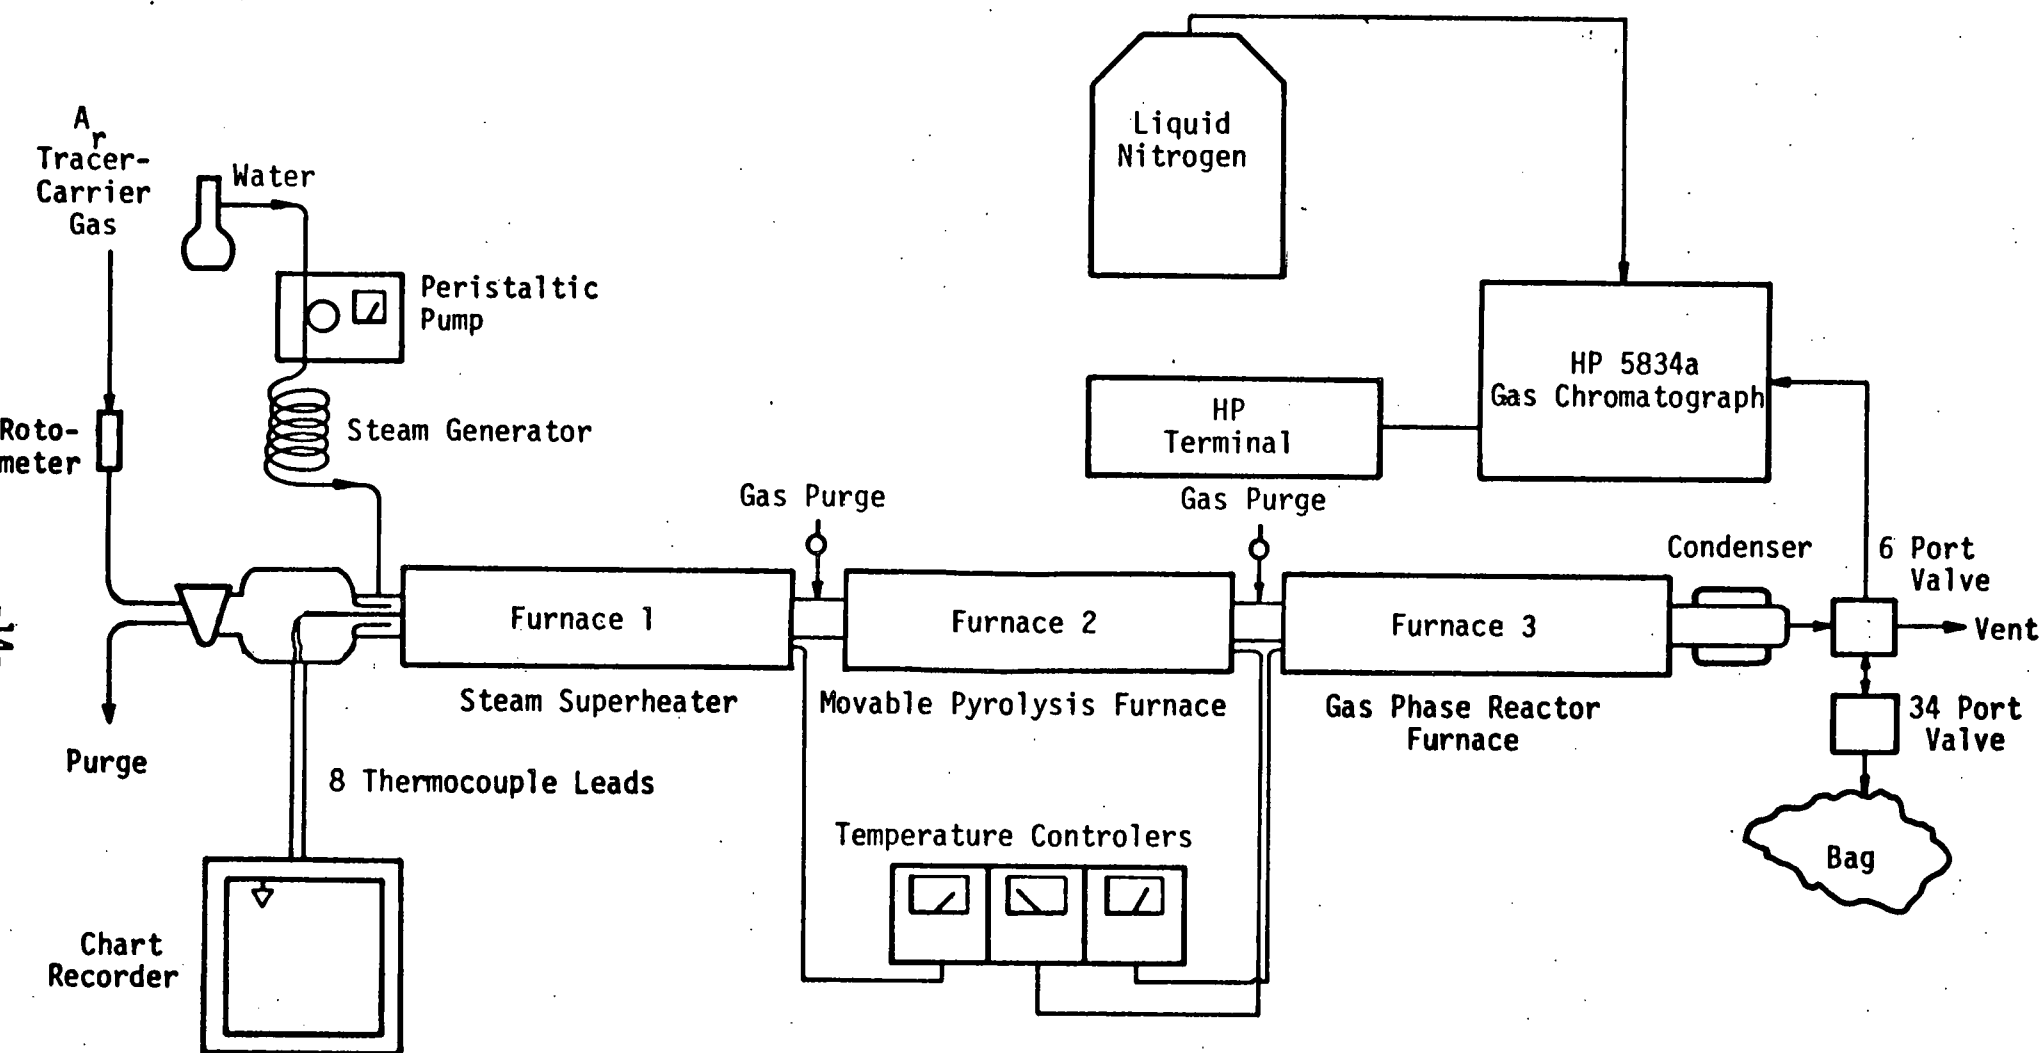 Liquid
Nitrogen
A
r
Tracer-
Carrier
Gas
Water
Peristaltic
Pump
HP 5834a
Gas Chromatograph
HP
Terminal
Roto-
meter
Steam Generator
Gas Purge
Gas Purge
Condenser
6 Port
Valve
Furnace 1
Furnace 2
Furnace 3
Vent
Steam Superheater
Movable Pyrolysis Furnace
Gas Phase Reactor
Furnace
34 Port
Valve
Purge
8 Thermocouple Leads
Temperature Controlers
Bag
Chart
Recorder